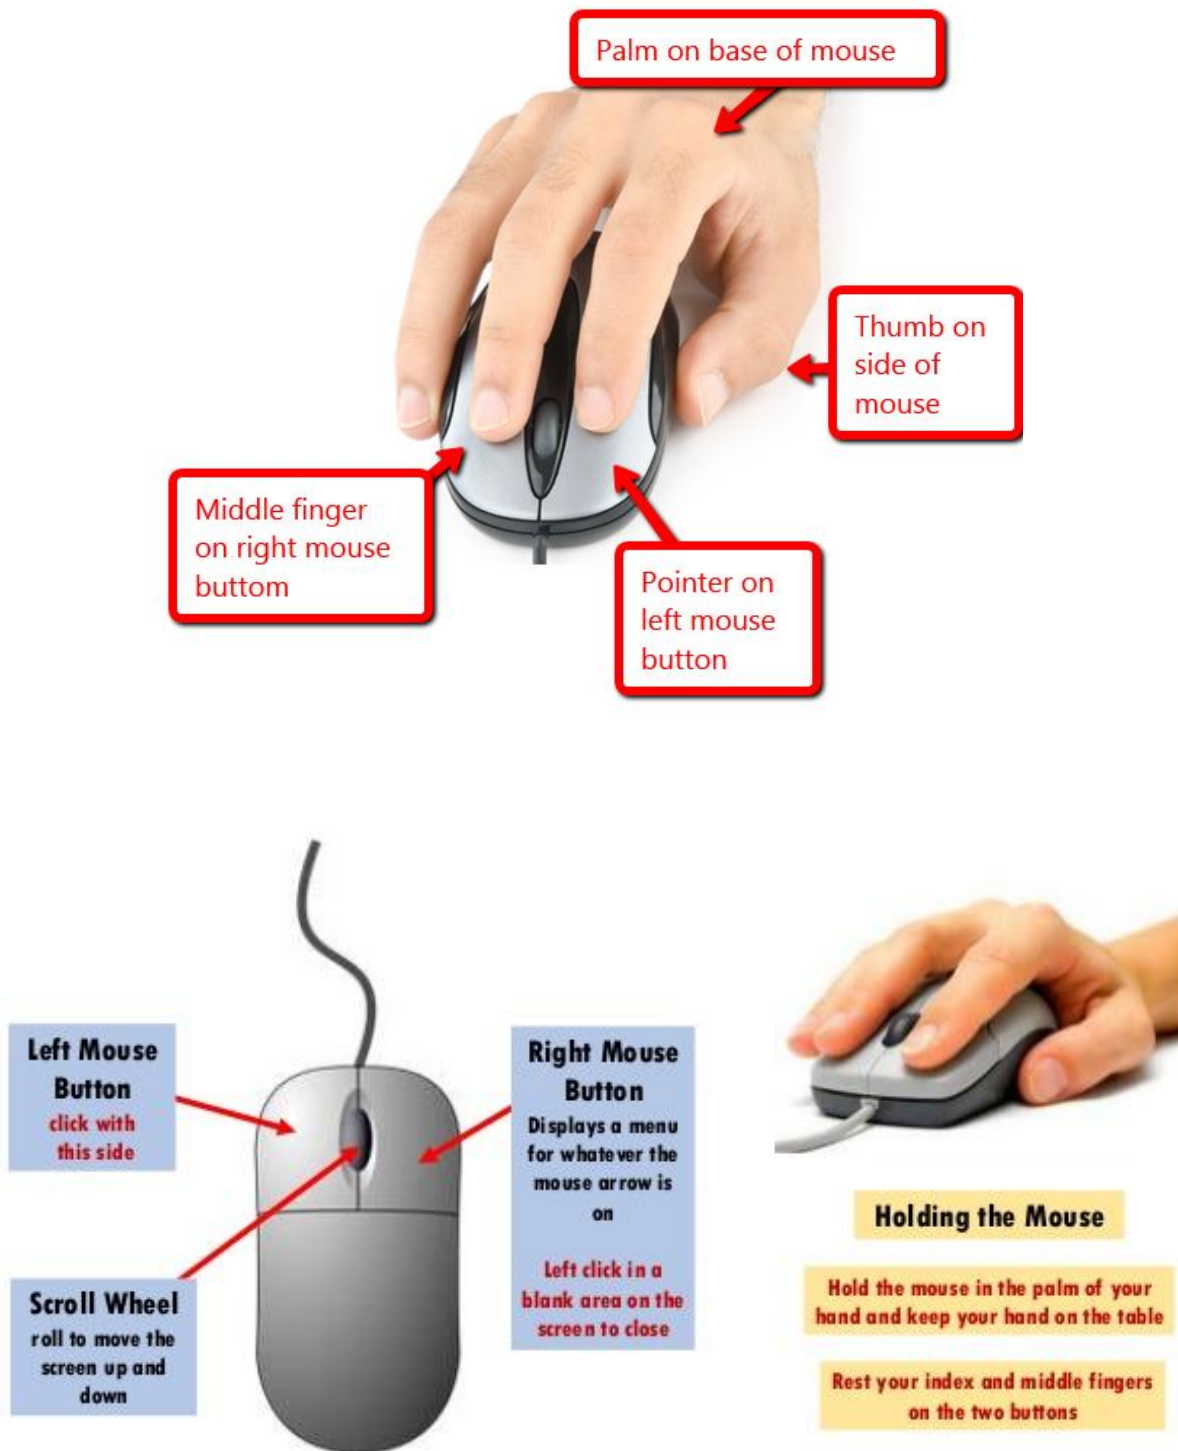 Palm on base of mouse
Thumb on
side of
mouse
Middle finger
on right mouse
buttom
Pointer on
left mouse
button
Left Mouse
Button
click with
this side
Right Mouse
Button
Displays a menu
for whatever the
mouse arrow is
on
Left click in a
blank area on the
screen to close
Scroll Wheel
roll to move the
screen up and
down
Holding the Mouse
Hold the mouse in the palm of your
hand and keep your hand on the table
Rest your index and middle fingers
on the two buttons